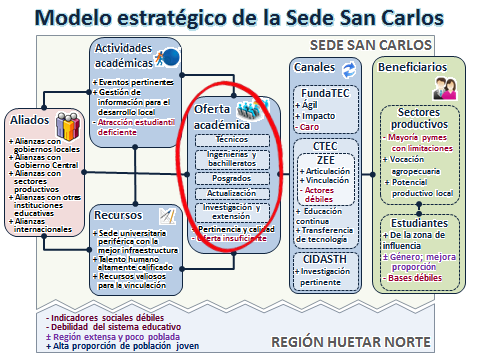 Modelo estratégico de la Sede San Carlos
SEDE SAN CARLOS
Aliados
+ Alianzas con
gobiernos locales
+ Alianzas con
Gobierno Central
+ Alianzas con
sectores
productivos
+ Alianzas con otras
instituciones
educativas
+ Alianzas
internacionales
Actividades
académicas
+ Eventos pertinentes
+ Gestión de
información para el
desarrollo local
- Atracción estudiantil
deficiente
Recursos
+ Sede universitaria
periférica con la
mejor infraestructura
+ Talento humano
altamente calificado
+ Recursos valiosos
para la vinculación
Oferta
académica
Técnicos
Ingenierías y
bachilleratos
Posgrados
Actualización
Investigación y
extensión
+ Pertinencia y calidad
- Oferta insuficiente
Canales
FundaTEC
+ Ágil
+ Impacto
- Caro
CTEC
ZEE
+ Articulación
+ Vinculación
- Actores
débiles
+ Educación
continua
+ Transferencia
de tecnología
CIDASTH
+ Investigación
pertinente
Beneficiarios
Sectores
productivos
- Mayoría pymes
con limitaciones
+ Vocación
agropecuaria
+ Potencial
productivo local
Estudiantes
+ De la zona de
influencia
± Género: mejora
proporción
- Bases débiles
- Indicadores sociales débiles
- Debilidad del sistema educativo
± Región extensa y poco poblada
+ Alta proporción de población joven
REGIÓN HUETAR NORTE